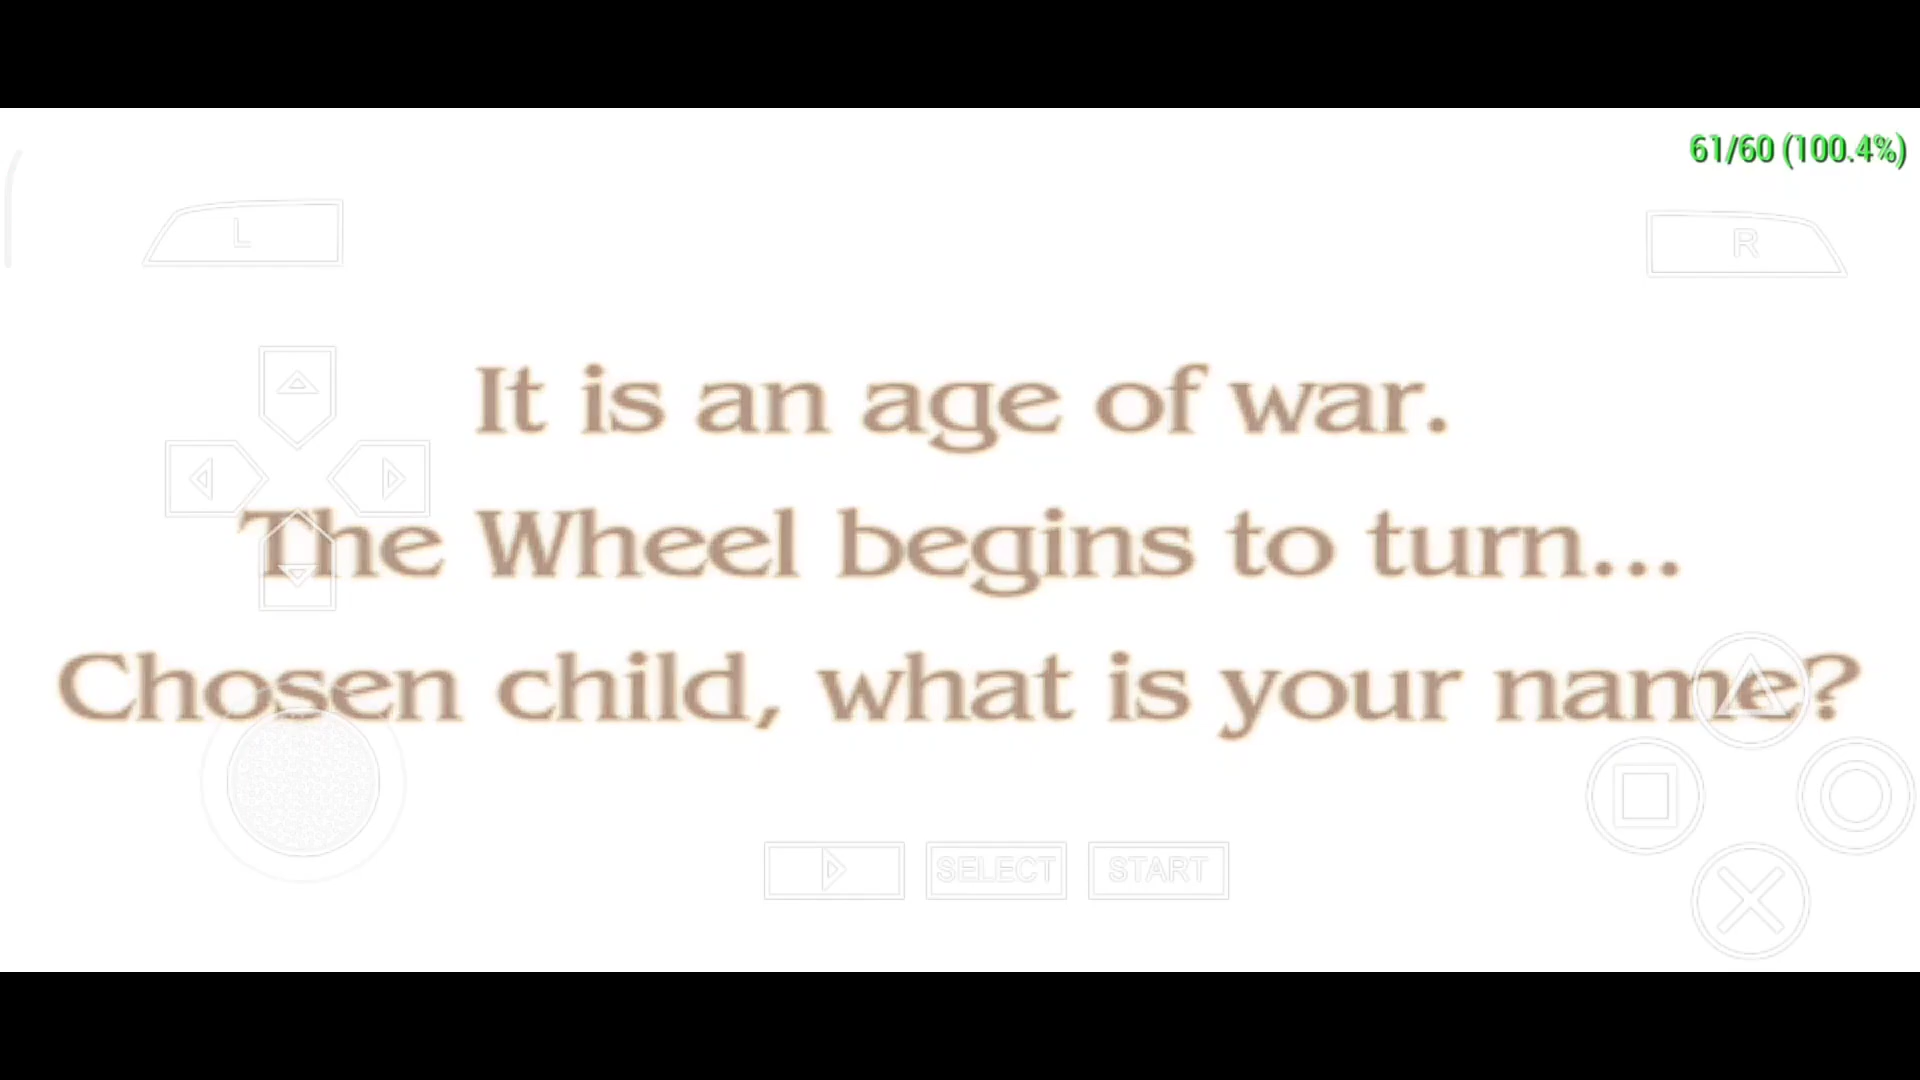 61/60 (100.4%)
L
R
It is an age of war.
The Wheel begins to turn...
Chosen child, what is your name?
SELECT
START